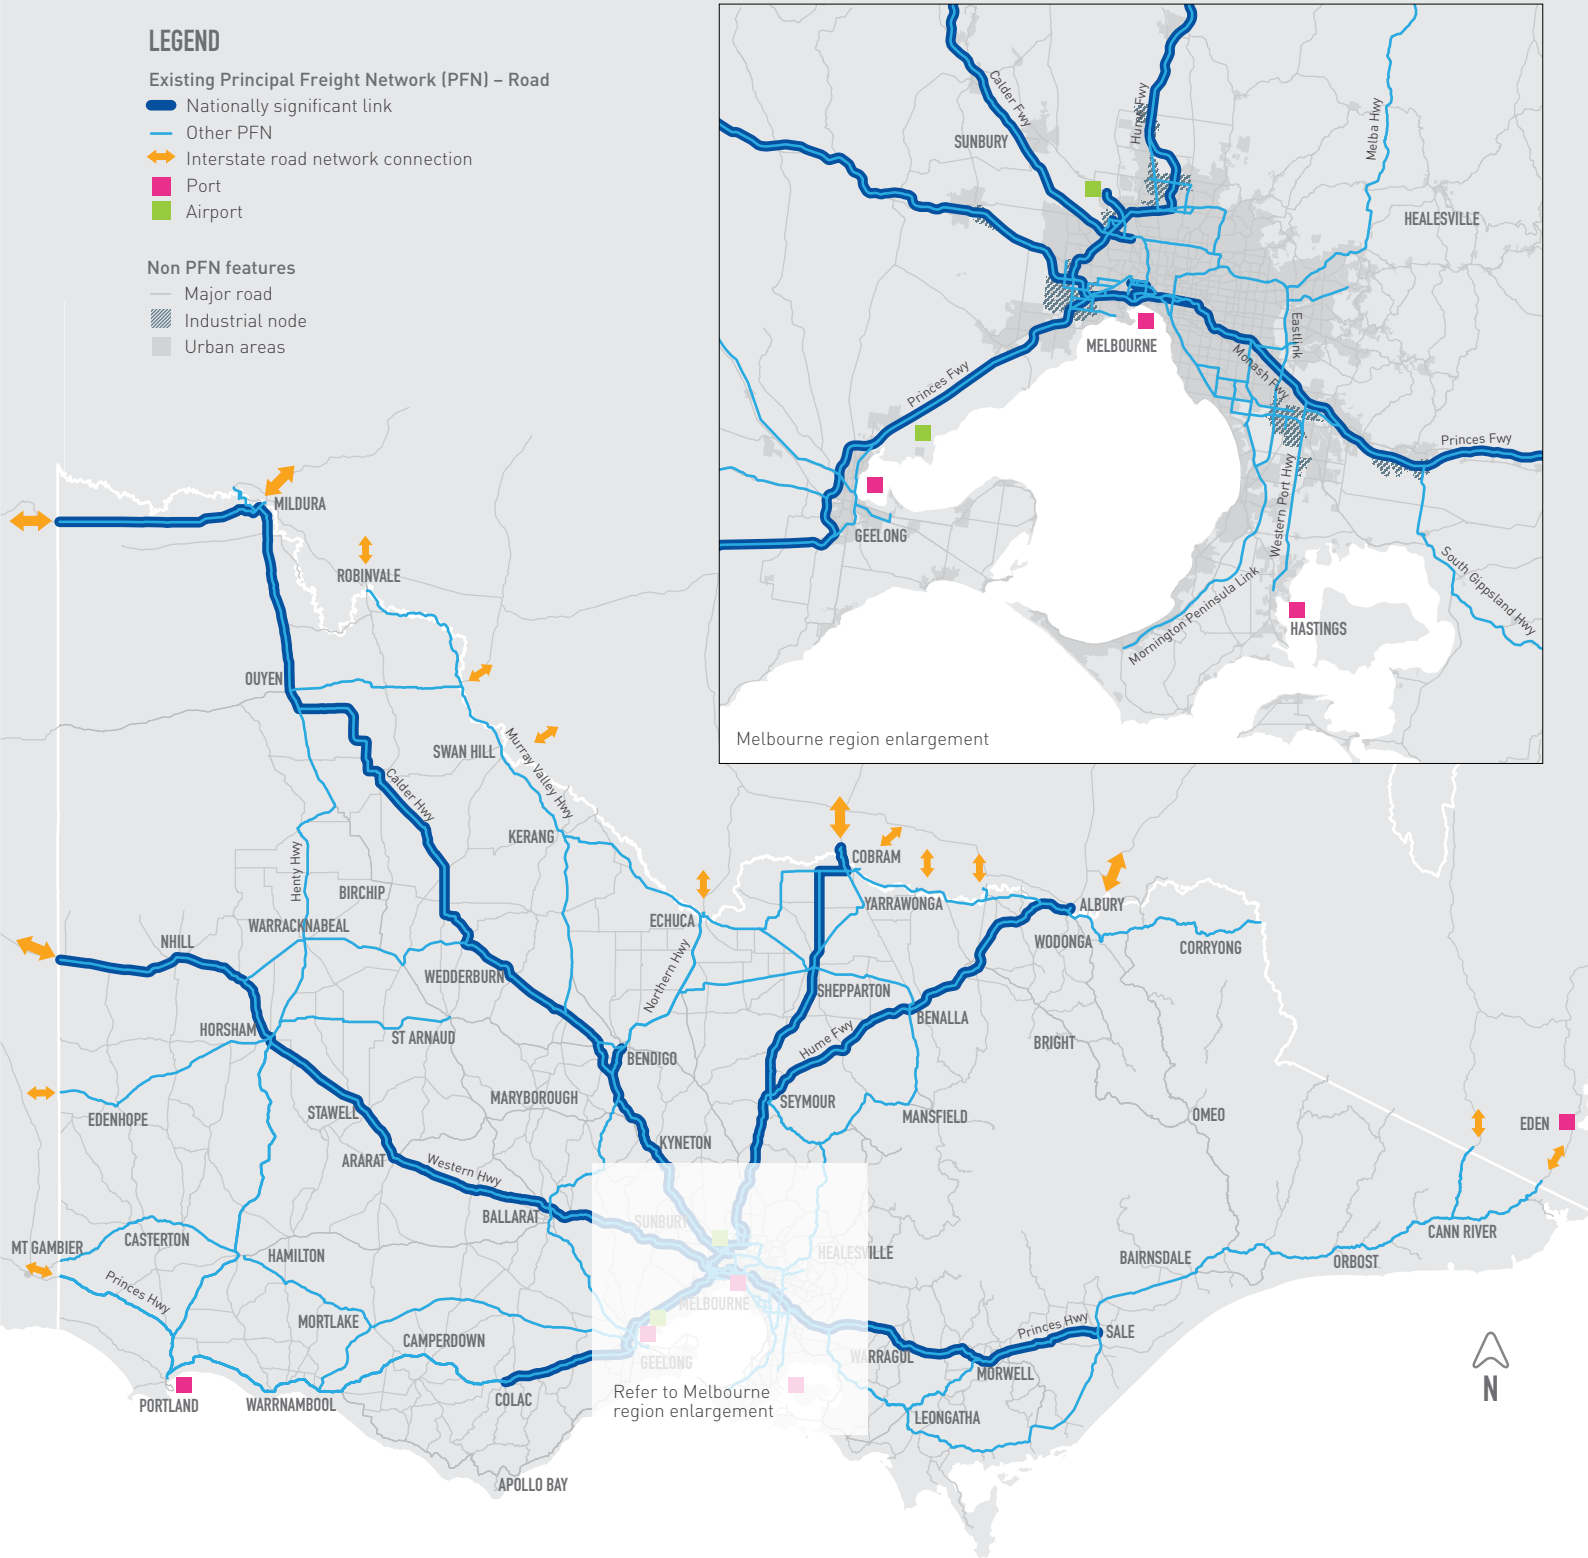 LEGEND
Existing Principal Freight Network (PFN) – Road
Nationally significant link
Other PFN
Interstate road network connection
Port
Airport
Non PFN features
Major road
Industrial node
Urban areas
Calder Fwy
Hume Fwy
Melba Hwy
SUNBURY
HEALESVILLE
Eastlink
MELBOURNE
Monash Fwy
Princes Fwy
Princes Fwy
Western Port Hwy
GEELONG
South Gippsland Hwy
Mornington Peninsula Link
HASTINGS
Melbourne region enlargement
MILDURA
ROBINVALE
OUYEN
SWAN HILL
Murray Valley Hwy
Calder Hwy
KERANG
Henty Hwy
COBRAM
BIRCHIP
YARRAWONGA
ALBURY
WARRACKNABEAL
ECHUCA
NHILL
WODONGA
CORRYONG
WEDDERBURN
Northern Hwy
SHEPPARTON
HORSHAM
ST ARNAUD
BENALLA
Hume Fwy
BRIGHT
BENDIGO
MARYBOROUGH
SEYMOUR
EDENHOPE
STAWELL
MANSFIELD
OMEO
EDEN
KYNETON
ARARAT
Western Hwy
BALLARAT
SUNBURY
CASTERTON
MT GAMBIER
HAMILTON
HEALESVILLE
CANN RIVER
BAIRNSDALE
ORBOST
Princes Hwy
MELBOURNE
MORTLAKE
CAMPERDOWN
Princes Hwy
SALE
GEELONG
WARRAGUL
MORWELL
Refer to Melbourne
region enlargement
COLAC
PORTLAND
WARRNAMBOOL
LEONGATHA
APOLLO BAY
N